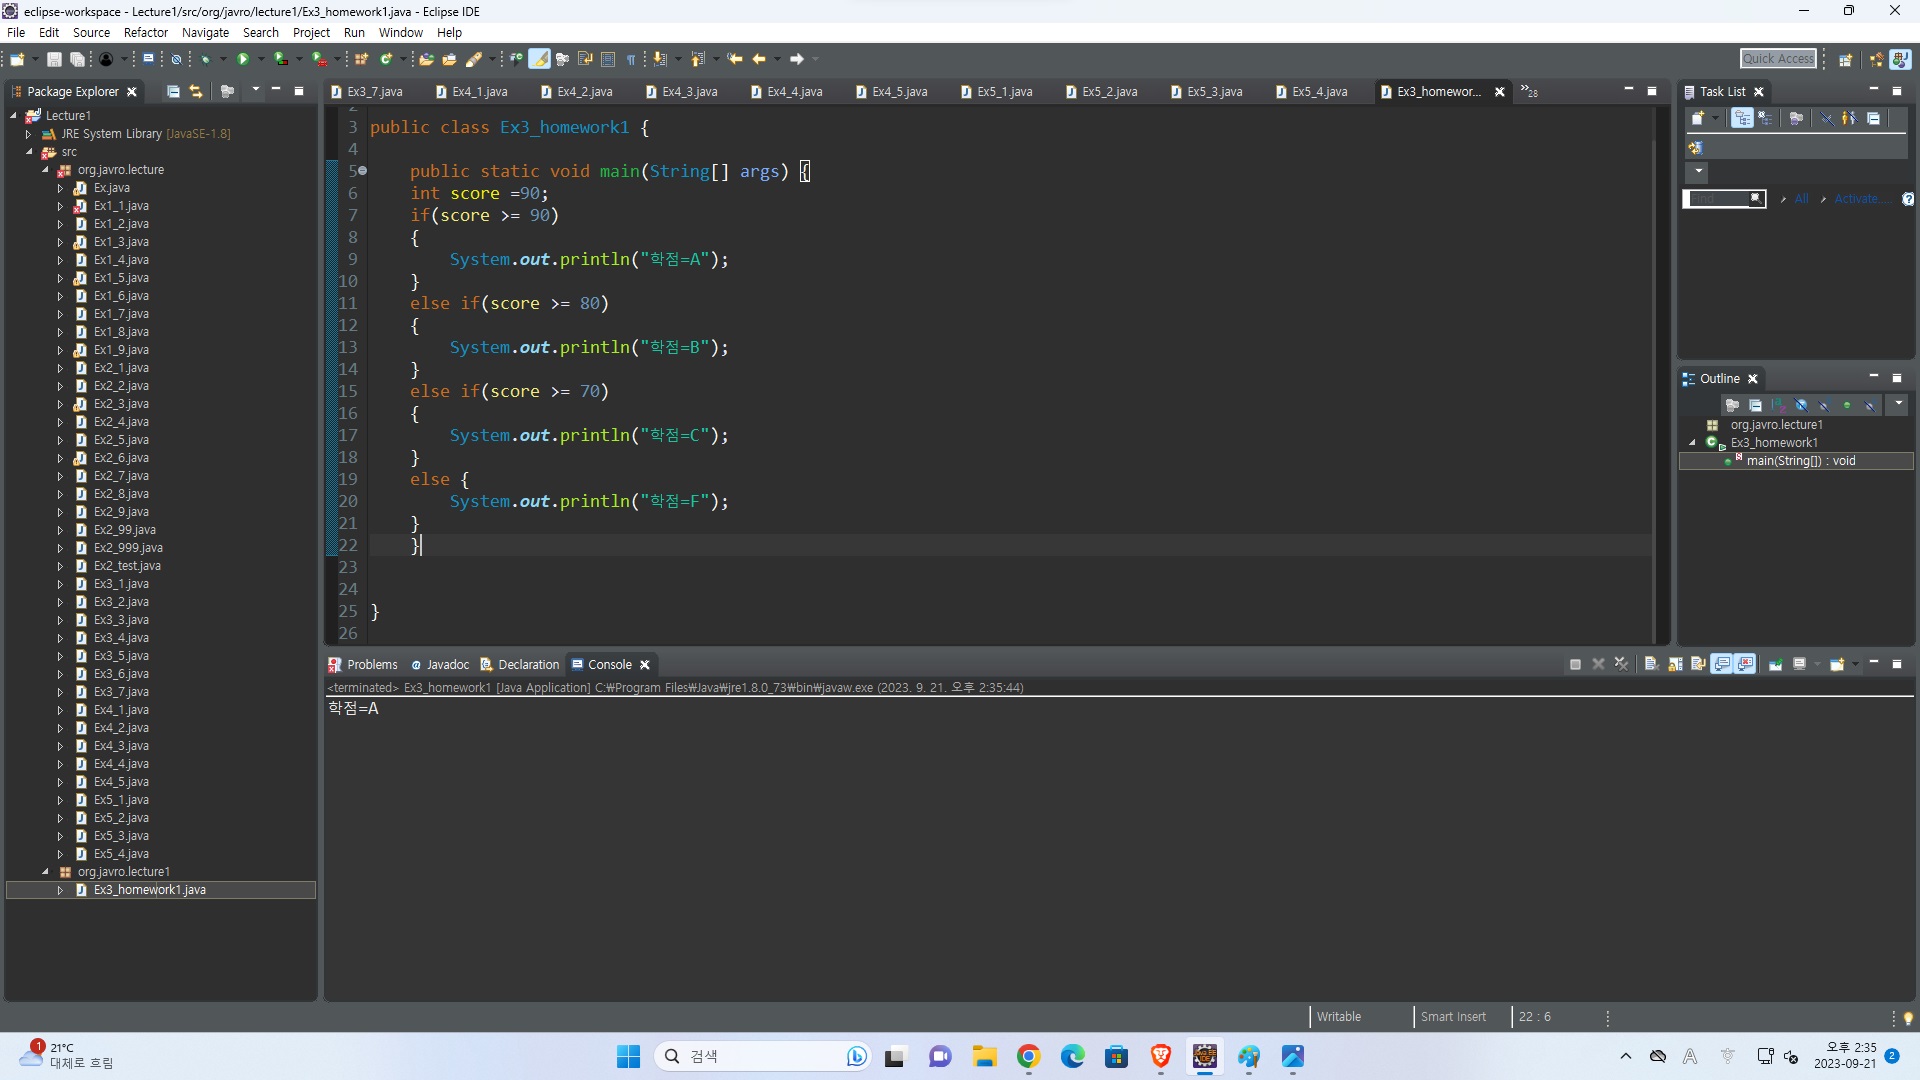 eclipse-workspace - Lecture1/src/org/javro/lecture1/Ex3_homework1.java - Eclipse IDE
File Edit Source Refactor Navigate Search Project Run Window Help
Quick Access
Package Explorer
Lecture1
JRE System Library [JavaSE-1.8]
src
org.javro.lecture
Ex.java
Ex1_1.java
Ex1_2.java
Ex1_3.java
Ex1_4.java
Ex1_5.java
Ex1_6.java
Ex1_7.java
Ex1_8.java
Ex1_9.java
Ex2_1.java
Ex2_2.java
Ex2_3.java
Ex2_4.java
Ex2_5.java
Ex2_6.java
Ex2_7.java
Ex2_8.java
Ex2_9.java
Ex2_99.java
Ex2_999.java
Ex2_test.java
Ex3_1.java
Ex3_2.java
Ex3_3.java
Ex3_4.java
Ex3_5.java
Ex3_6.java
Ex3_7.java
Ex4_1.java
Ex4_2.java
Ex4_3.java
Ex4_4.java
Ex4_5.java
Ex5_1.java
Ex5_2.java
Ex5_3.java
Ex5_4.java
org.javro.lecture1
Ex3_homework1.java
Ex3_7.java Ex4_1.java Ex4_2.java Ex4_3.java Ex4_4.java Ex4_5.java Ex5_1.java Ex5_2.java Ex5_3.java Ex5_4.java Ex3_homewor... »28
2
3 public class Ex3_homework1 {
4
5 public static void main(String[] args) {
6 int score =90;
7 if(score >= 90)
8 {
9 System.out.println("학점=A");
10 }
11 else if(score >= 80)
12 {
13 System.out.println("학점=B");
14 }
15 else if(score >= 70)
16 {
17 System.out.println("학점=C");
18 }
19 else {
20 System.out.println("학점=F");
21 }
22 }
23
24
25 }
26
Problems Javadoc Declaration Console
<terminated> Ex3_homework1 [Java Application] C:₩Program Files₩Java₩jre1.8.0_73₩bin₩javaw.exe (2023. 9. 21. 오후 2:35:44)
학점=A
Task List
Find All Activate...
Outline
org.javro.lecture1
Ex3_homework1
main(String[]) : void
Writable Smart Insert 22 : 6
1
21°C
대체로 흐림
검색
A
오후 2:35
2023-09-21
2